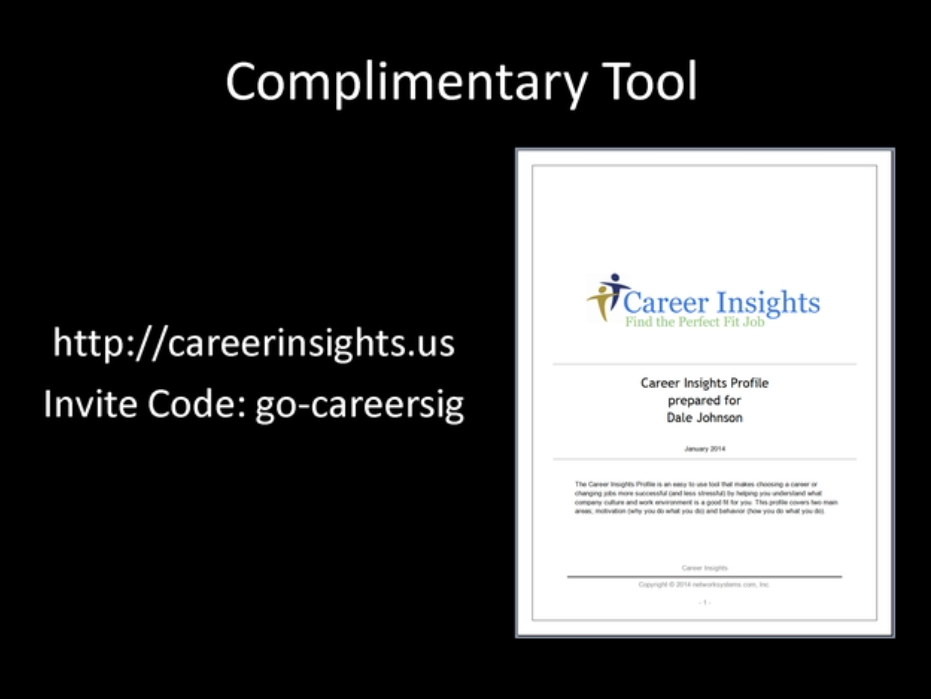 Complimentary Tool
http://careerinsights.us
Invite Code: go-careersig
Career Insights
Find the Perfect Fit Job
Career Insights Profile
prepared for
Dale Johnson
January 2014
The Career Insights Profile is an easy to use tool that makes choosing a career or
changing jobs more successful (and less stressful) by helping you understand what
company culture and work environment is a good fit for you. This profile covers two main
areas; motivation (why you do what you do) and behavior (how you do what you do).
Career Insights
Copyright © 2014 networksystems com, Inc.
- 1 -